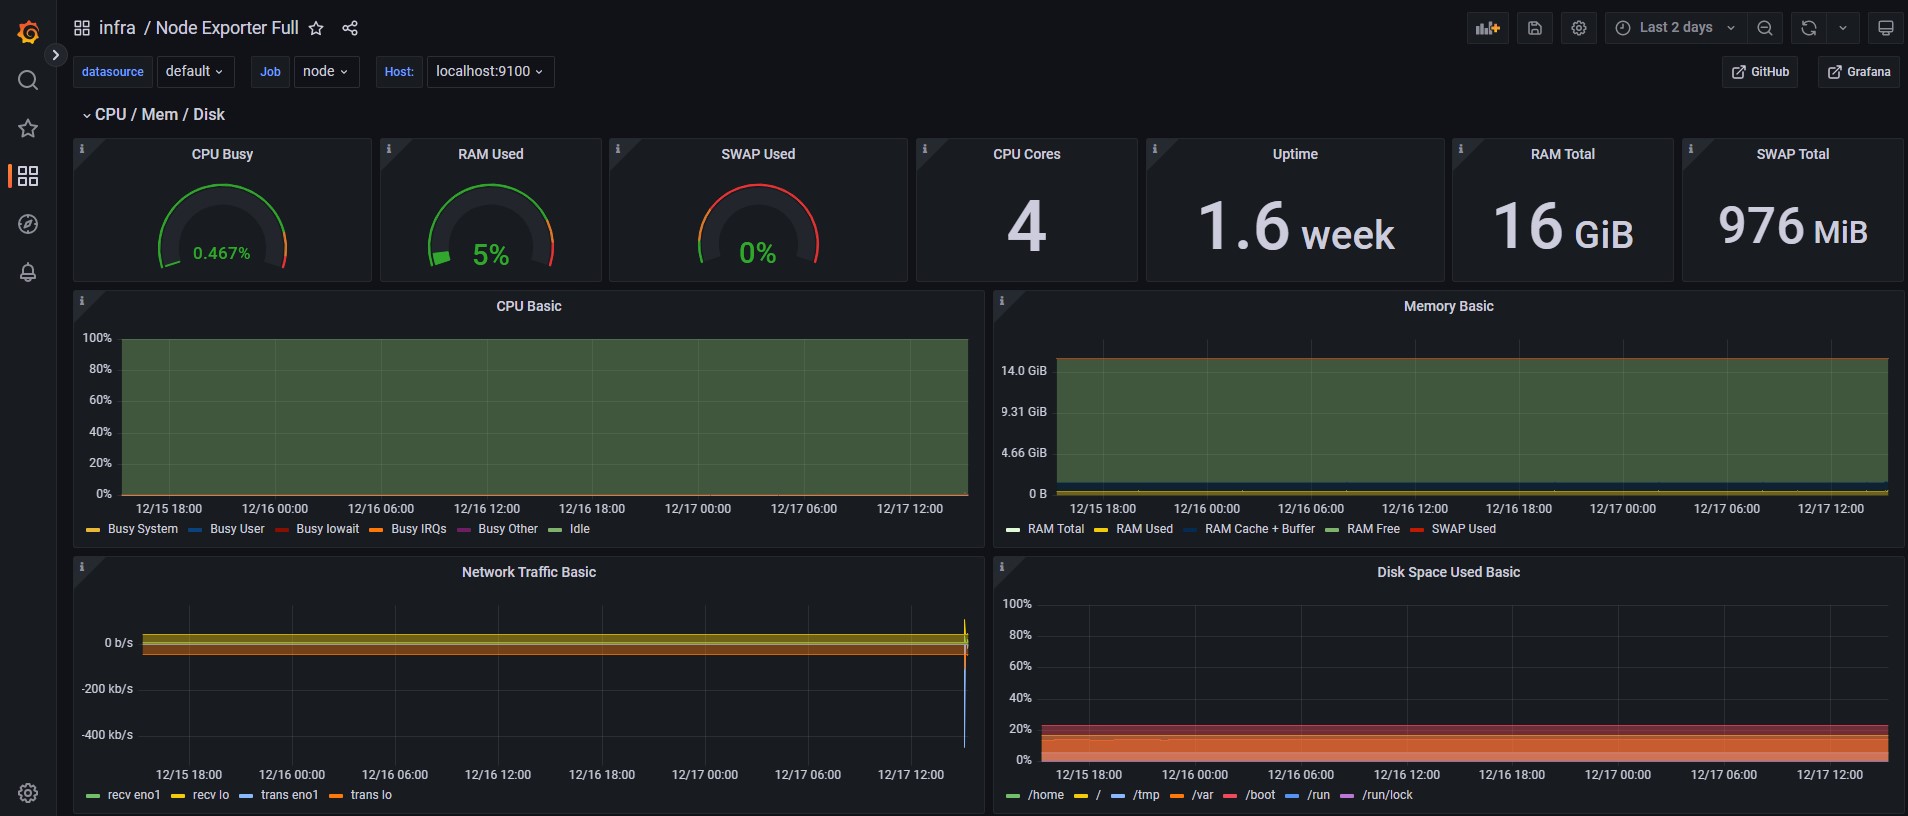 infra / Node Exporter Full
Last 2 days
datasource default Job node Host: localhost:9100
GitHub Grafana
CPU / Mem / Disk
CPU Busy
0.467%
RAM Used
5%
SWAP Used
0%
CPU Cores
4
Uptime
1.6 week
RAM Total
16 GiB
SWAP Total
976 MiB
CPU Basic
100%
80%
60%
40%
20%
0%
12/15 18:00 12/16 00:00 12/16 06:00 12/16 12:00 12/16 18:00 12/17 00:00 12/17 06:00 12/17 12:00
Busy System Busy User Busy Iowait Busy IRQs Busy Other Idle
Memory Basic
14.0 GiB
9.31 GiB
4.66 GiB
0 B
12/15 18:00 12/16 00:00 12/16 06:00 12/16 12:00 12/16 18:00 12/17 00:00 12/17 06:00 12/17 12:00
RAM Total RAM Used RAM Cache + Buffer RAM Free SWAP Used
Network Traffic Basic
0 b/s
-200 kb/s
-400 kb/s
12/15 18:00 12/16 00:00 12/16 06:00 12/16 12:00 12/16 18:00 12/17 00:00 12/17 06:00 12/17 12:00
recv eno1 recv lo trans eno1 trans lo
Disk Space Used Basic
100%
80%
60%
40%
20%
0%
12/15 18:00 12/16 00:00 12/16 06:00 12/16 12:00 12/16 18:00 12/17 00:00 12/17 06:00 12/17 12:00
/home / /tmp /var /boot /run /run/lock